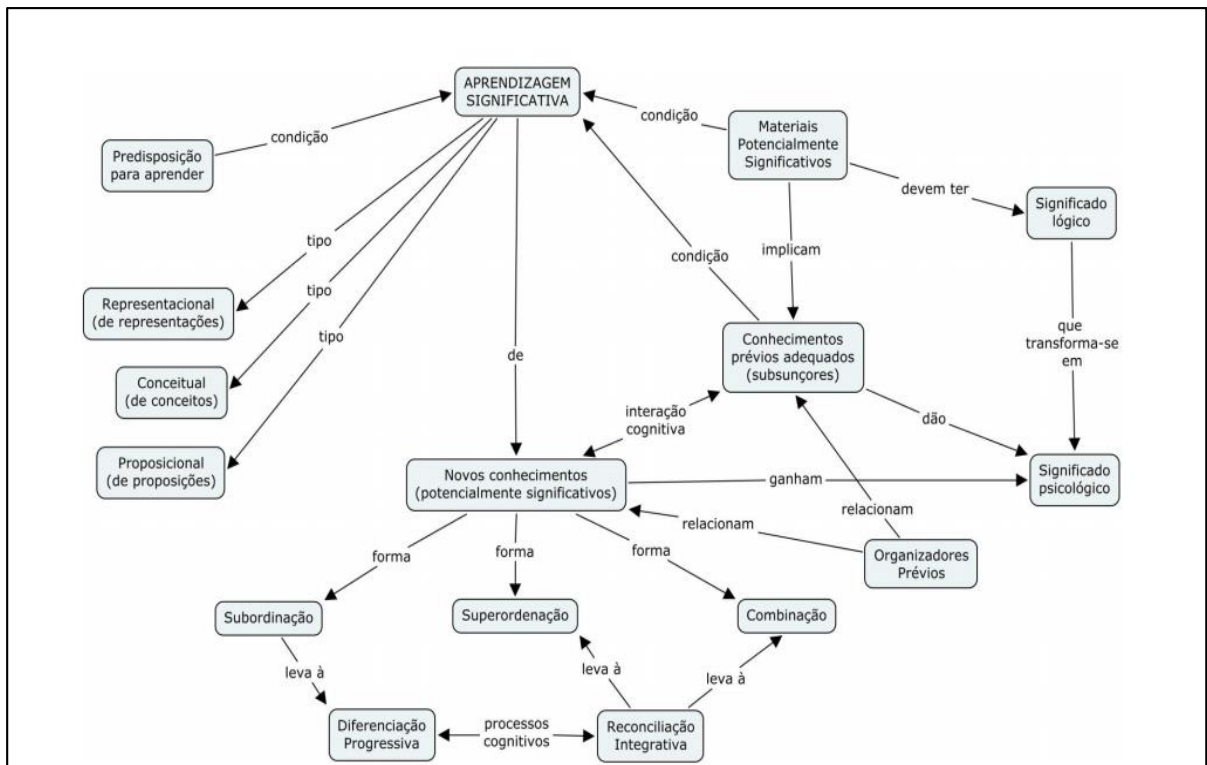 APRENDIZAGEM
SIGNIFICATIVA
condição
condição
Materiais
Potencialmente
Significativos
Predisposição
para aprender
devem ter
Significado
lógico
tipo
condição
implicam
Representacional
(de representações)
tipo
tipo
Conhecimentos
prévios adequados
(subsunçores)
que
transforma-se
em
de
Conceitual
(de conceitos)
interação
cognitiva
dão
Proposicional
(de proposições)
Novos conhecimentos
(potencialmente significativos)
ganham
Significado
psicológico
relacionam
relacionam
forma
forma
forma
Organizadores
Prévios
Subordinação
Superordenação
Combinação
leva à
leva à
leva à
Diferenciação
Progressiva
processos
cognitivos
Reconciliação
Integrativa